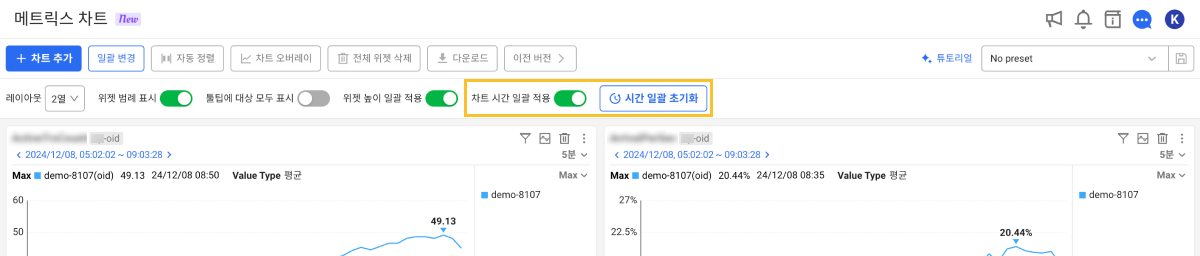 메트릭스 차트 New
K
+ 차트 추가 일괄 변경 자동 정렬 차트 오버레이 전체 위젯 삭제 다운로드 이전 버전 튜토리얼 No preset
레이아웃 2열 위젯 범례 표시 툴팁에 대상 모두 표시 위젯 높이 일괄 적용 차트 시간 일괄 적용 시간 일괄 초기화
-oid
2024/12/08, 05:02:02 ~ 09:03:28 5분
Max demo-8107(oid) 49.13 24/12/08 08:50 Value Type 평균 Max
demo-8107
60
49.13
50
-oid
2024/12/08, 05:02:02 ~ 09:03:28 5분
Max demo-8107(oid) 20.44% 24/12/08 08:35 Value Type 평균 Max
demo-8107
27%
20.44%
22.5%